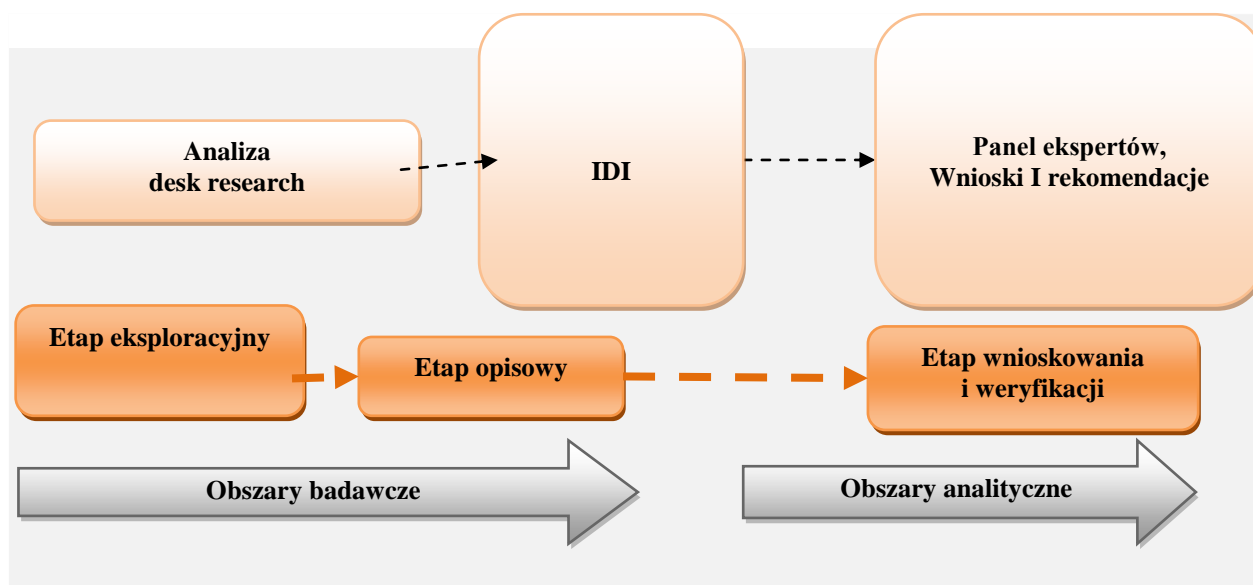 Analiza
desk research
IDI
Panel ekspertów,
Wnioski I rekomendacje
Etap eksploracyjny
Etap opisowy
Etap wnioskowania
i weryfikacji
Obszary badawcze
Obszary analityczne